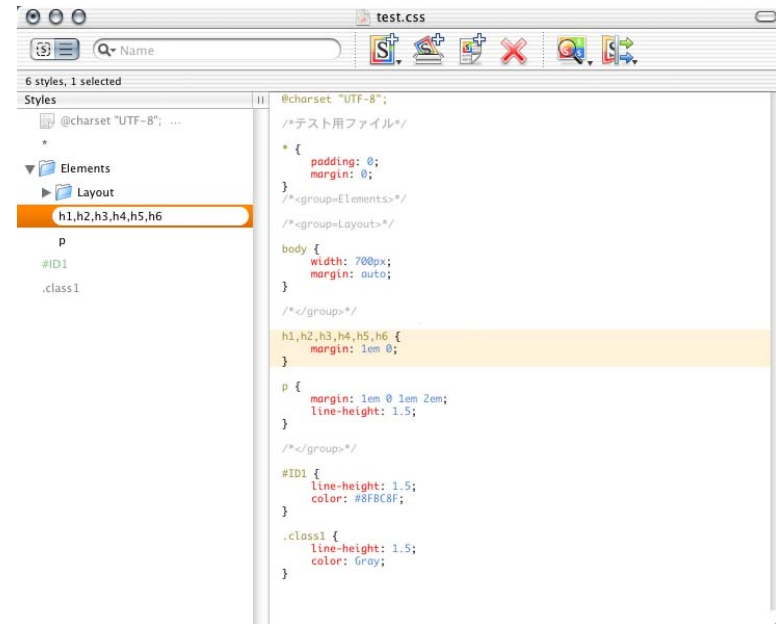 test.css
Name
6 styles, 1 selected
Styles
@charset "UTF-8"; ...
*
Elements
Layout
h1,h2,h3,h4,h5,h6
p
#ID1
.class1
@charset "UTF-8";
/*テスト用ファイル*/
* {
padding: 0;
margin: 0;
}
/*<group=Elements>*/
/*<group=Layout>*/
body {
width: 700px;
margin: auto;
}
/*</group>*/
h1,h2,h3,h4,h5,h6 {
margin: 1em 0;
}
p {
margin: 1em 0 1em 2em;
line-height: 1.5;
}
/*</group>*/
#ID1 {
line-height: 1.5;
color: #8FBC8F;
}
.class1 {
line-height: 1.5;
color: Gray;
}